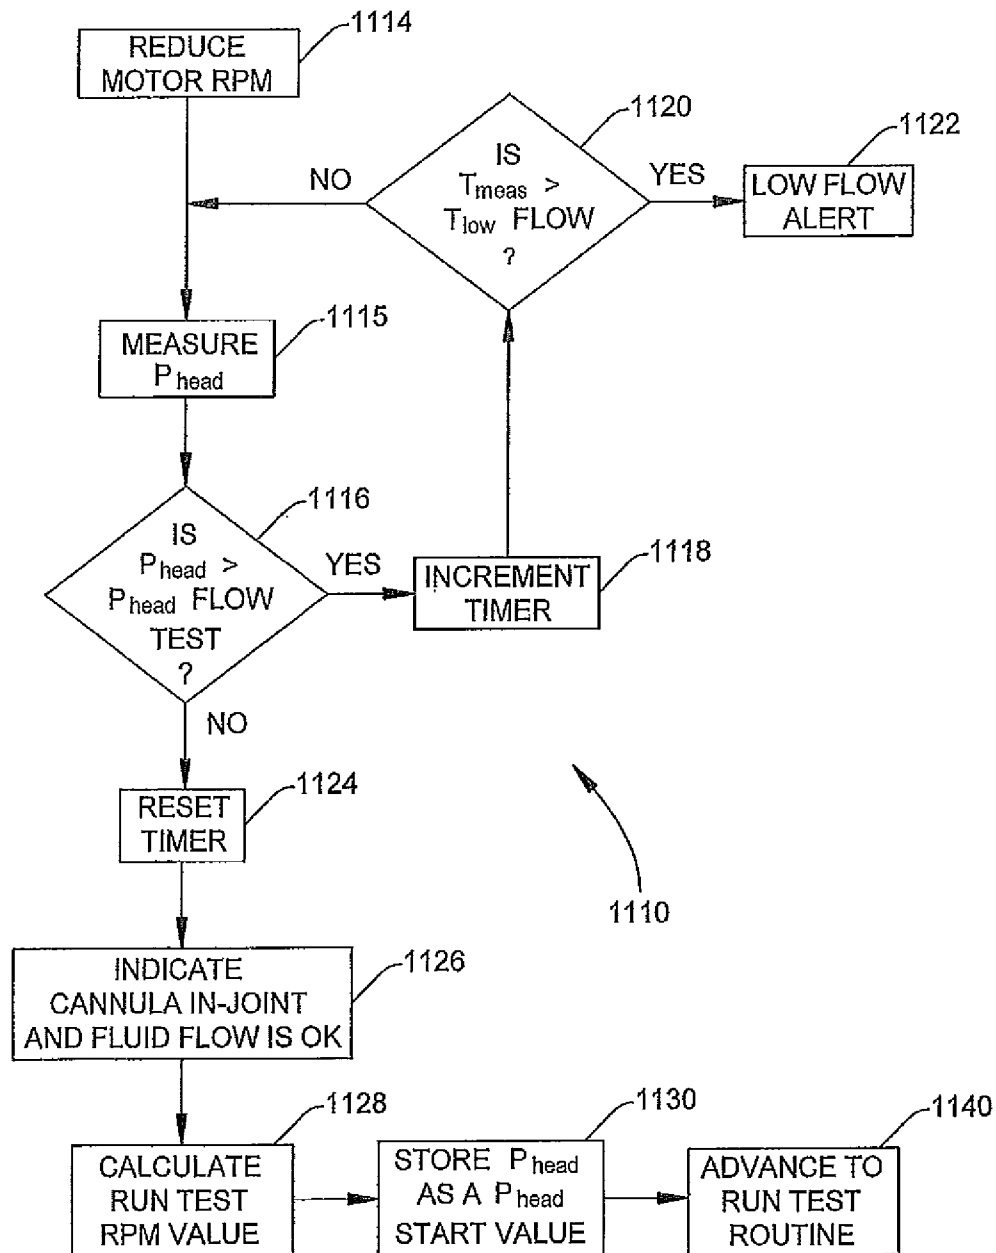 1114
REDUCE
MOTOR RPM
1120
IS
Tmeas >
Tlow FLOW
?
NO
YES
1122
LOW FLOW
ALERT
1115
MEASURE
Phead
1116
IS
Phead >
Phead FLOW
TEST
?
YES
1118
INCREMENT
TIMER
NO
1124
RESET
TIMER
1110
1126
INDICATE
CANNULA IN-JOINT
AND FLUID FLOW IS OK
1128
CALCULATE
RUN TEST
RPM VALUE
1130
STORE Phead
AS A Phead
START VALUE
1140
ADVANCE TO
RUN TEST
ROUTINE